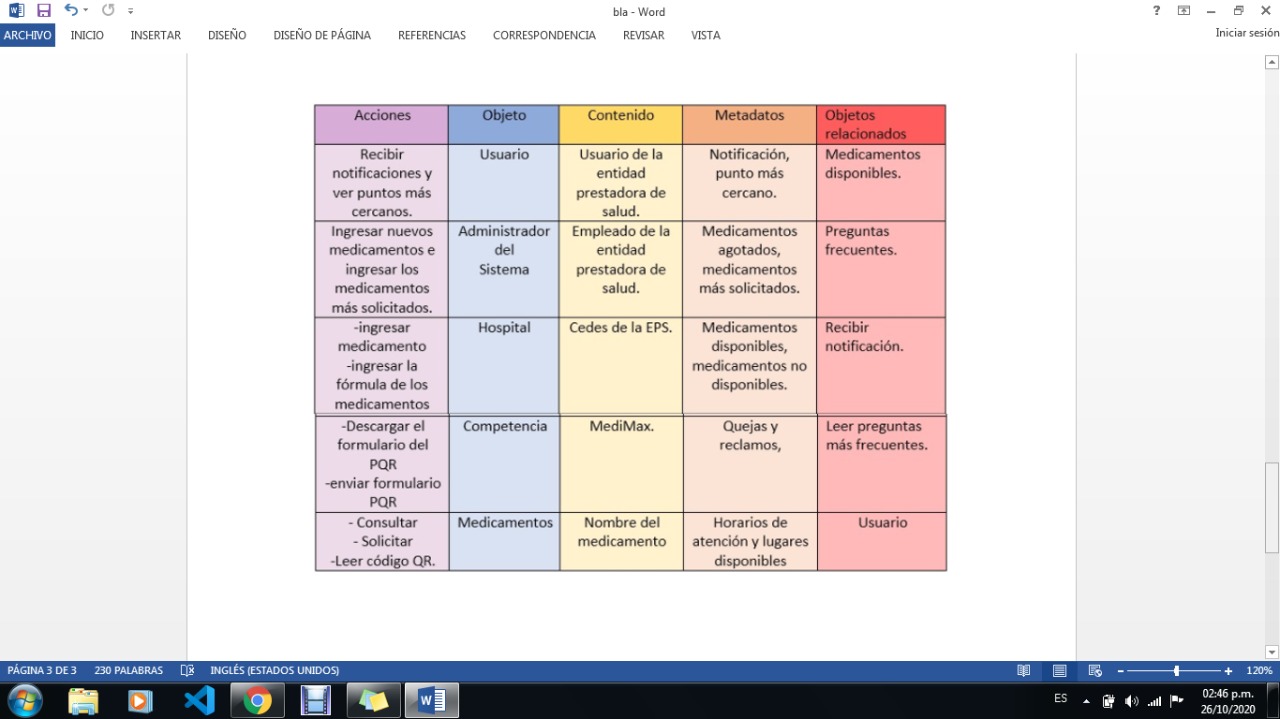 bla - Word
?
Iniciar sesión
ARCHIVO INICIO INSERTAR DISEÑO DISEÑO DE PÁGINA REFERENCIAS CORRESPONDENCIA REVISAR VISTA
Acciones
Objeto
Contenido
Metadatos
Objetos
relacionados
Recibir
notificaciones y
ver puntos más
cercanos.
Usuario
Usuario de la
entidad
prestadora de
salud.
Notificación,
punto más
cercano.
Medicamentos
disponibles.
Ingresar nuevos
medicamentos e
ingresar los
medicamentos
más solicitados.
Administrador
del
Sistema
Empleado de la
entidad
prestadora de
salud.
Medicamentos
agotados,
medicamentos
más solicitados.
Preguntas
frecuentes.
-ingresar
medicamento
-ingresar la
fórmula de los
medicamentos
Hospital
Cedes de la EPS.
Medicamentos
disponibles,
medicamentos no
disponibles.
Recibir
notificación.
-Descargar el
formulario del
PQR
-enviar formulario
PQR
Competencia
MediMax.
Quejas y
reclamos,
Leer preguntas
más frecuentes.
- Consultar
- Solicitar
-Leer código QR.
Medicamentos
Nombre del
medicamento
Horarios de
atención y lugares
disponibles
Usuario
PÁGINA 3 DE 3 230 PALABRAS INGLÉS (ESTADOS UNIDOS) 120%
ES
02:46 p.m.
26/10/2020